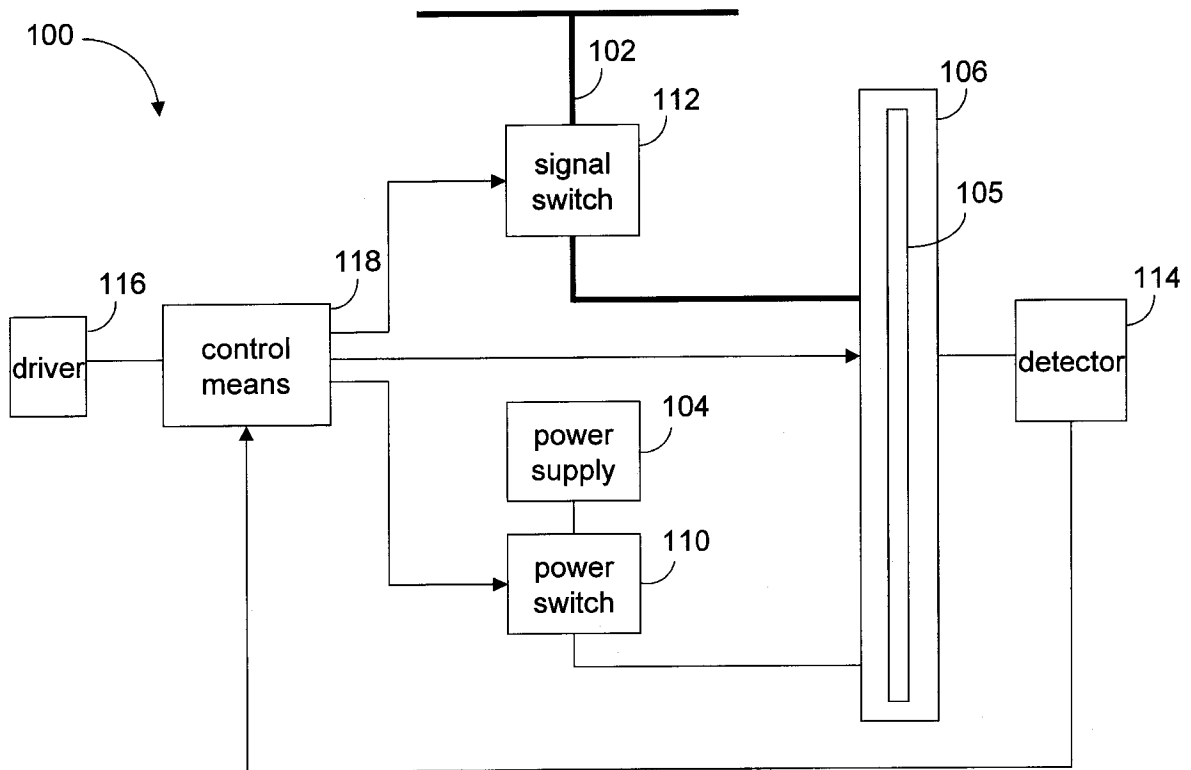 100
102
112
106
signal
switch
105
118
116
114
driver
control
means
detector
104
power
supply
110
power
switch